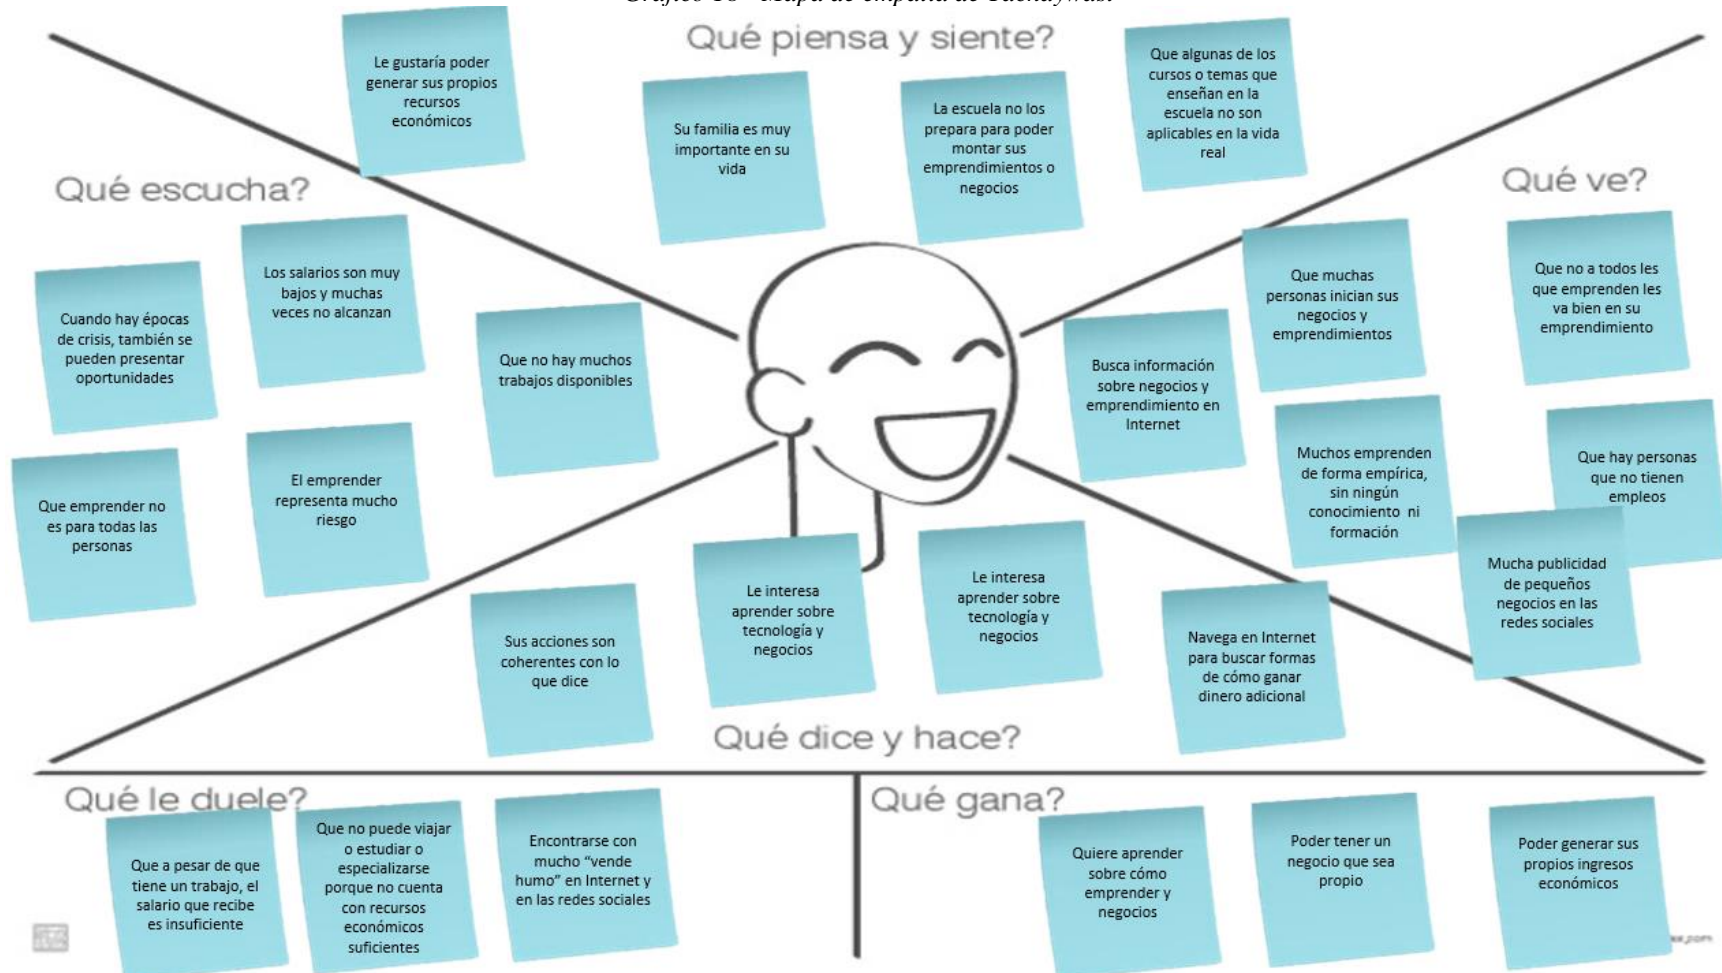 Qué piensa y siente?
Le gustaría poder
generar sus propios
recursos
económicos
Su familia es muy
importante en su
vida
La escuela no los
prepara para poder
montar sus
emprendimientos o
negocios
Que algunas de los
cursos o temas que
enseñan en la
escuela no son
aplicables en la vida
real
Qué escucha?
Cuando hay épocas
de crisis, también se
pueden presentar
oportunidades
Los salarios son muy
bajos y muchas
veces no alcanzan
Que no hay muchos
trabajos disponibles
Que emprender no
es para todas las
personas
El emprender
representa mucho
riesgo
Qué ve?
Que muchas
personas inician sus
negocios y
emprendimientos
Que no a todos les
que emprenden les
va bien en su
emprendimiento
Busca información
sobre negocios y
emprendimiento en
Internet
Muchos emprenden
de forma empírica,
sin ningún
conocimiento ni
formación
Que hay personas
que no tienen
empleos
Mucha publicidad
de pequeños
negocios en las
redes sociales
Sus acciones son
coherentes con lo
que dice
Le interesa
aprender sobre
tecnología y
negocios
Le interesa
aprender sobre
tecnología y
negocios
Navega en Internet
para buscar formas
de cómo ganar
dinero adicional
Qué dice y hace?
Qué le duele?
Que a pesar de que
tiene un trabajo, el
salario que recibe
es insuficiente
Que no puede viajar
o estudiar o
especializarse
porque no cuenta
con recursos
económicos
suficientes
Encontrarse con
mucho “vende
humo” en Internet y
en las redes sociales
Qué gana?
Quiere aprender
sobre cómo
emprender y
negocios
Poder tener un
negocio que sea
propio
Poder generar sus
propios ingresos
económicos